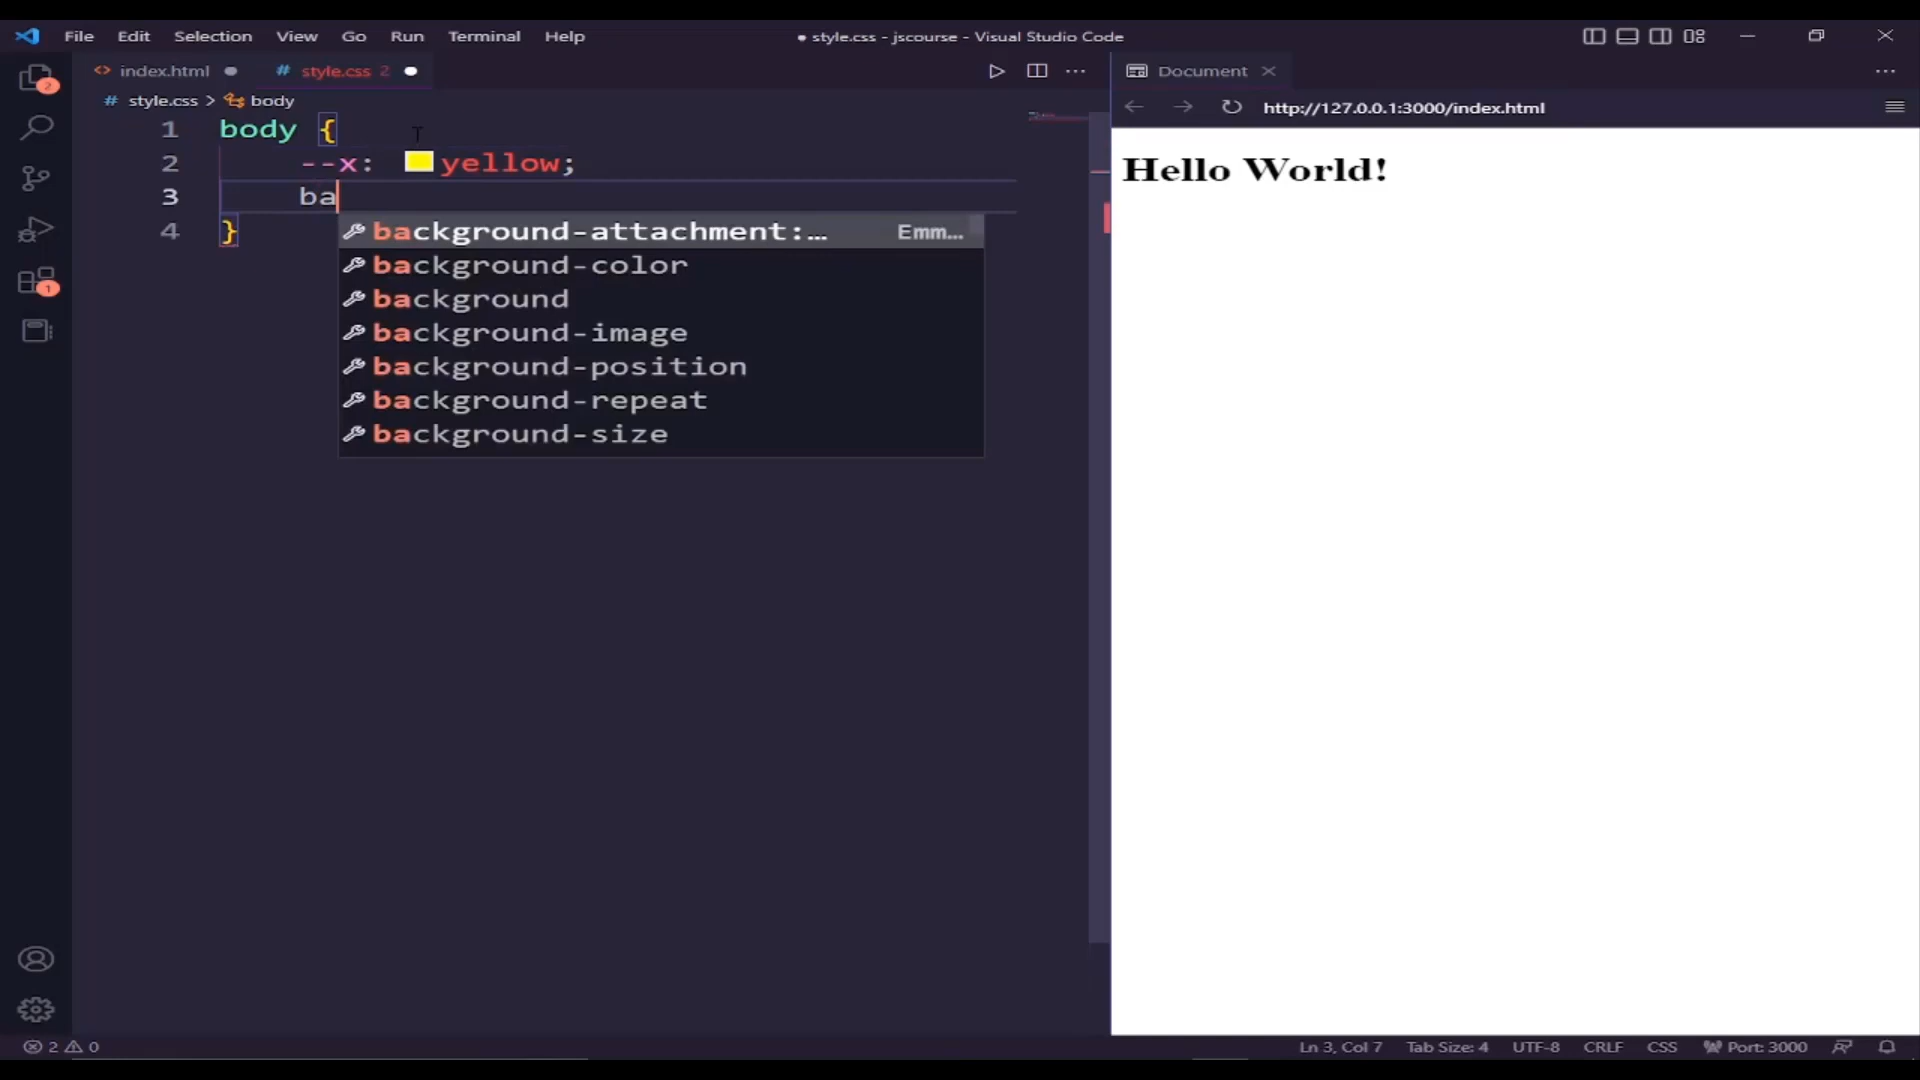 File Edit Selection View Go Run Terminal Help
● style.css - jscourse - Visual Studio Code
index.html ● # style.css 2 ●
Document
# style.css > body
http://127.0.0.1:3000/index.html
1 body {
2 --x: yellow;
3 ba
4 }
background-attachment:… Emm…
background-color
background
background-image
background-position
background-repeat
background-size
Hello World!
2
1
2 0
Ln 3, Col 7 Tab Size: 4 UTF-8 CRLF CSS Port: 3000